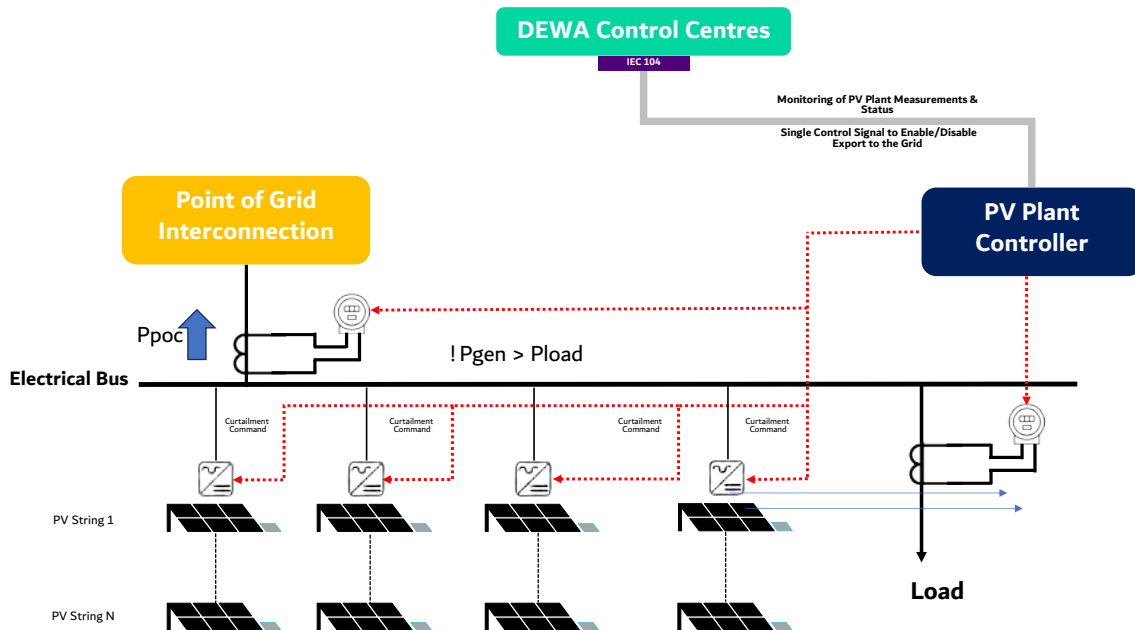 DEWA Control Centres
IEC 104
Monitoring of PV Plant Measurements &
Status
Single Control Signal to Enable/Disable
Export to the Grid
Point of Grid
Interconnection
PV Plant
Controller
Ppoc
! Pgen > Pload
Electrical Bus
Curtailment
Command
Curtailment
Command
Curtailment
Command
Curtailment
Command
PV String 1
Load
PV String N